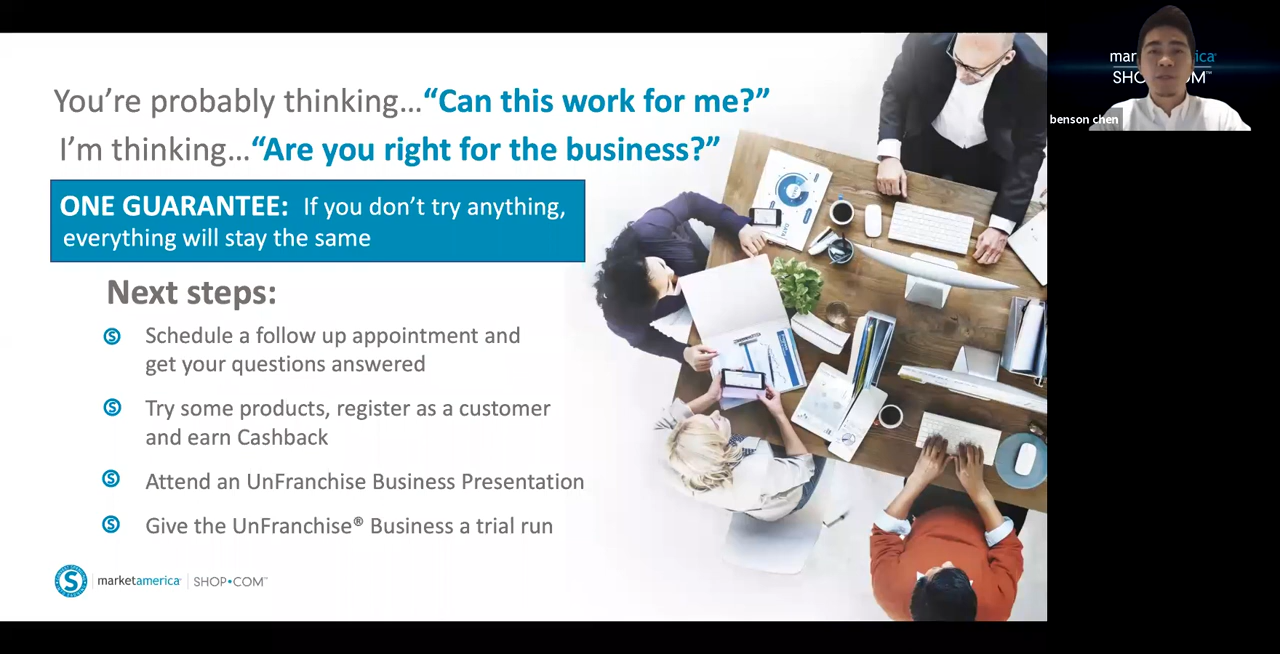 You're probably thinking…“Can this work for me?”
I'm thinking…“Are you right for the business?”
ONE GUARANTEE: If you don't try anything,
everything will stay the same
Next steps:
Schedule a follow up appointment and
get your questions answered
Try some products, register as a customer
and earn Cashback
Attend an UnFranchise Business Presentation
Give the UnFranchise® Business a trial run
marketamerica® | SHOP•COM™
benson chen